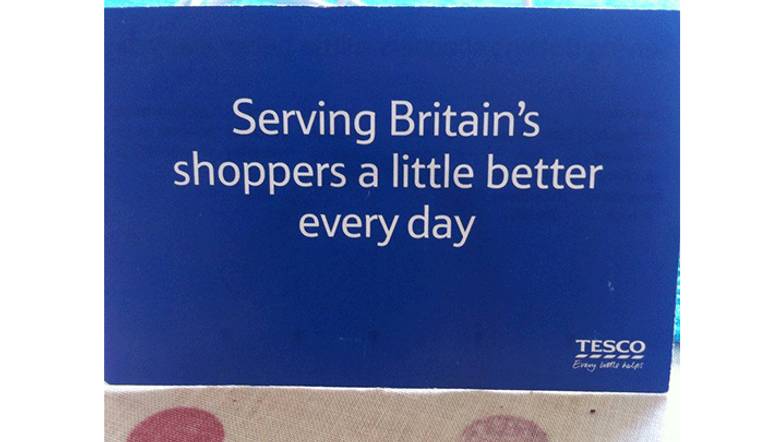 Serving Britain's
shoppers a little better
every day
TESCO
Every little helps